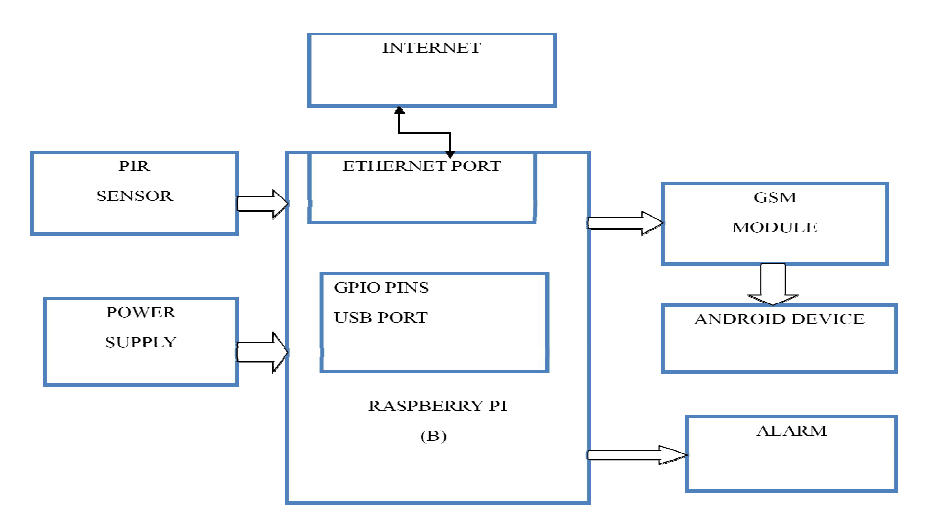 INTERNET
PIR
SENSOR
ETHERNET PORT
GSM
MODULE
GPIO PINS
USB PORT
POWER
SUPPLY
ANDROID DEVICE
RASPBERRY PI
(B)
ALARM